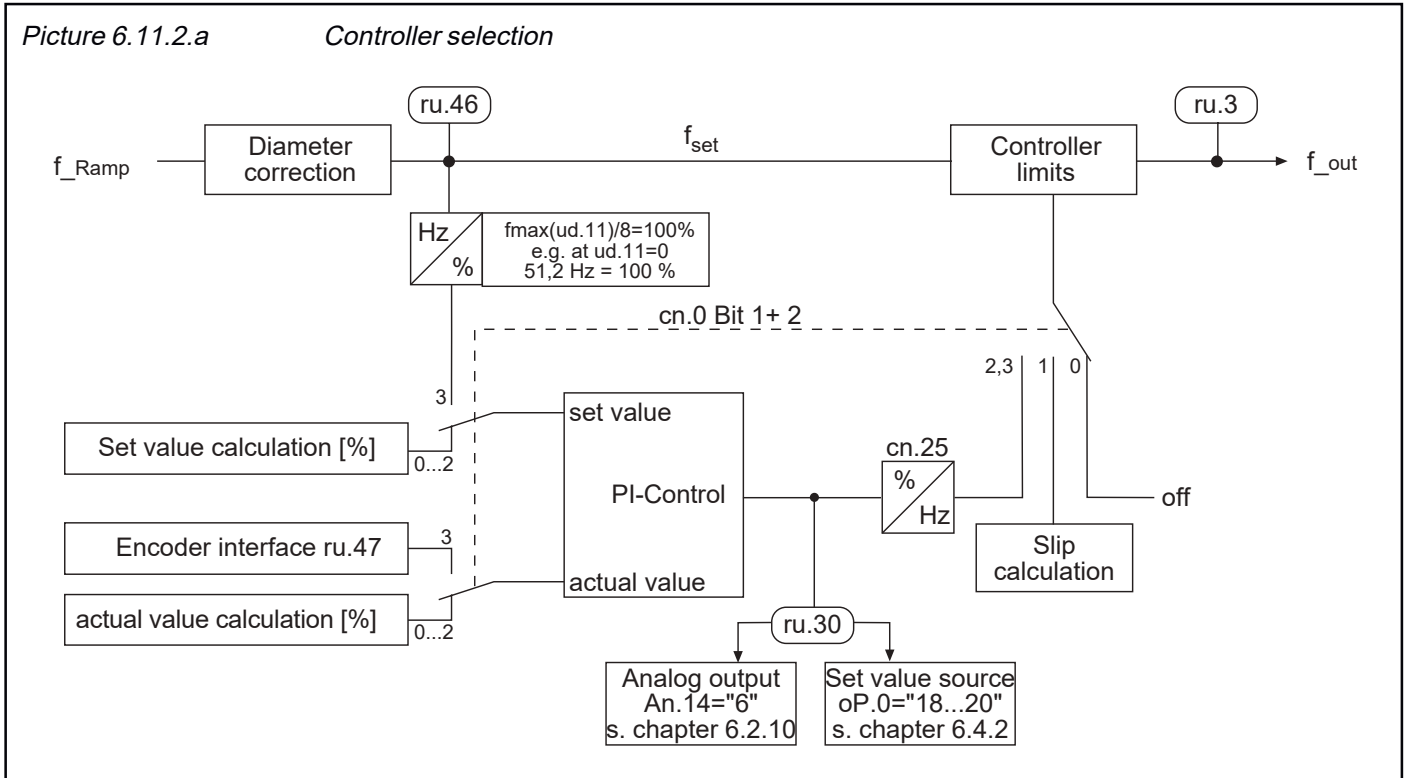 Picture 6.11.2.a Controller selection
ru.46
ru.3
f_Ramp
Diameter
correction
fset
Controller
limits
f_out
Hz
%
fmax(ud.11)/8=100%
e.g. at ud.11=0
51,2 Hz = 100 %
cn.0 Bit 1+ 2
2,3
1
0
3
Set value calculation [%]
0...2
set value
PI-Control
actual value
cn.25
%
Hz
off
Encoder interface ru.47
3
actual value calculation [%]
0...2
Slip
calculation
ru.30
Analog output
An.14="6"
s. chapter 6.2.10
Set value source
oP.0="18...20"
s. chapter 6.4.2